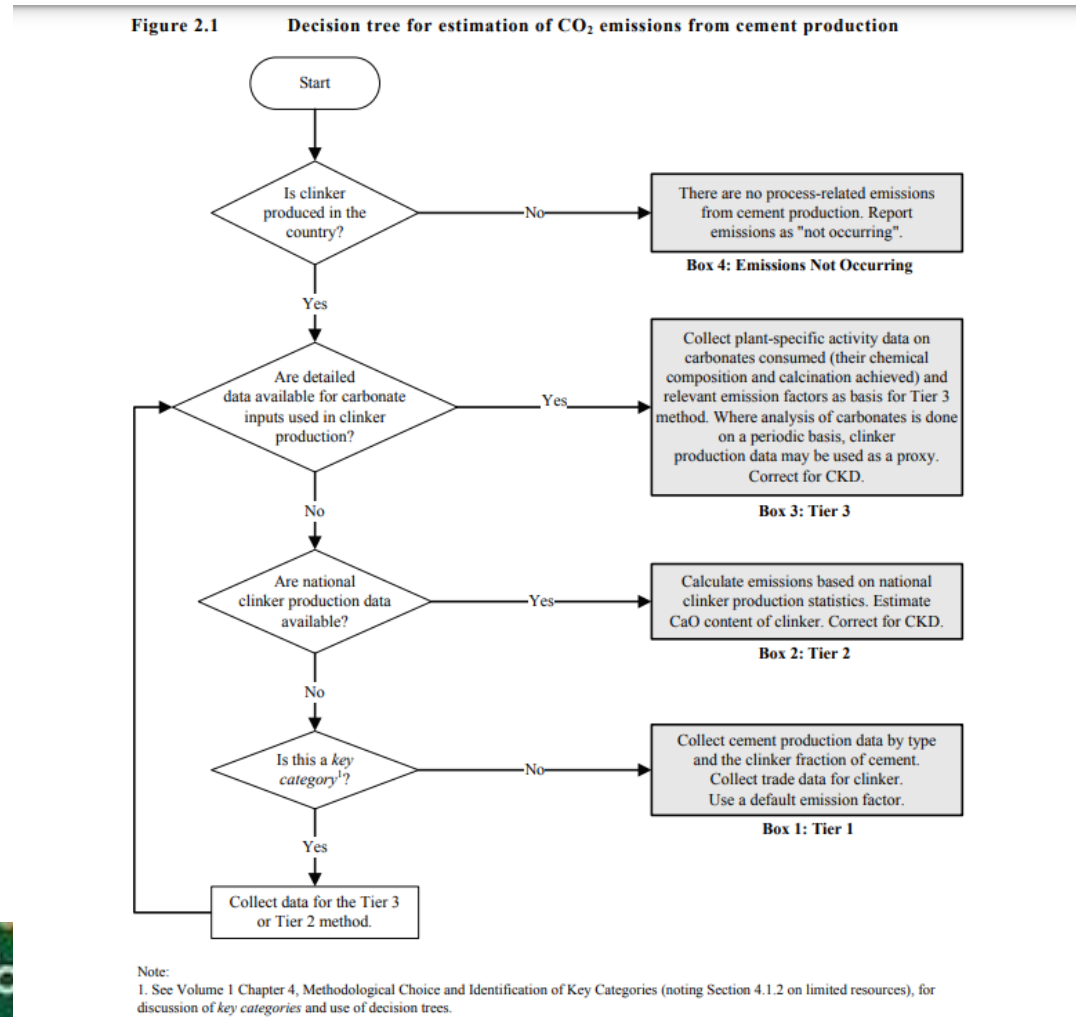 Figure 2.1 Decision tree for estimation of CO₂ emissions from cement production
Start
Is clinker
produced in the
country?
No
There are no process-related emissions
from cement production. Report
emissions as "not occurring".
Box 4: Emissions Not Occurring
Yes
Are detailed
data available for carbonate
inputs used in clinker
production?
Yes
Collect plant-specific activity data on
carbonates consumed (their chemical
composition and calcination achieved) and
relevant emission factors as basis for Tier 3
method. Where analysis of carbonates is done
on a periodic basis, clinker
production data may be used as a proxy.
Correct for CKD.
Box 3: Tier 3
No
Are national
clinker production data
available?
Yes
Calculate emissions based on national
clinker production statistics. Estimate
CaO content of clinker. Correct for CKD.
Box 2: Tier 2
No
Is this a key
category¹?
No
Collect cement production data by type
and the clinker fraction of cement.
Collect trade data for clinker.
Use a default emission factor.
Box 1: Tier 1
Yes
Collect data for the Tier 3
or Tier 2 method.
Note:
1. See Volume 1 Chapter 4, Methodological Choice and Identification of Key Categories (noting Section 4.1.2 on limited resources), for
discussion of key categories and use of decision trees.